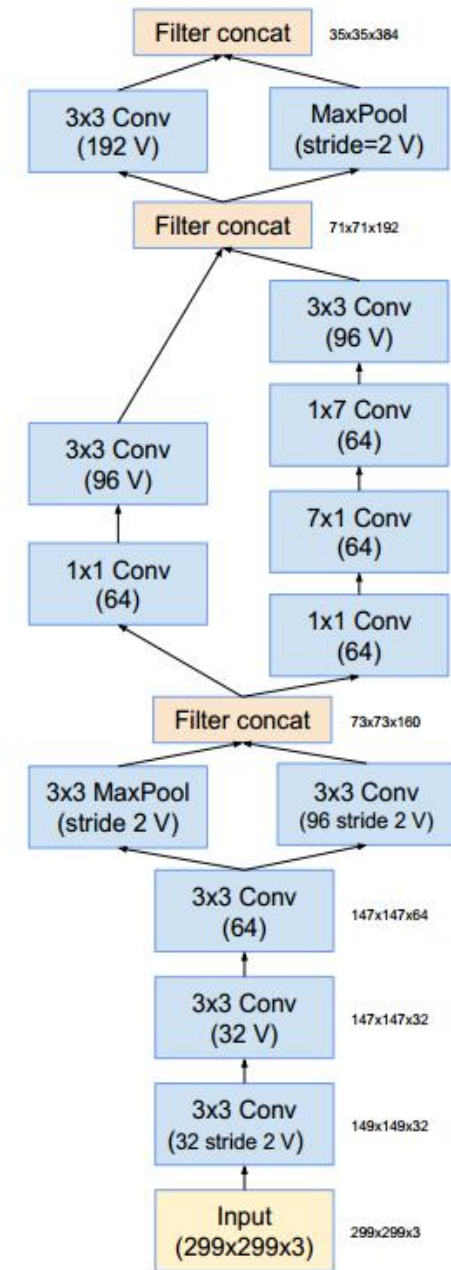 Filter concat
35x35x384
3x3 Conv
(192 V)
MaxPool
(stride=2 V)
Filter concat
71x71x192
3x3 Conv
(96 V)
1x7 Conv
(64)
3x3 Conv
(96 V)
7x1 Conv
(64)
1x1 Conv
(64)
1x1 Conv
(64)
Filter concat
73x73x160
3x3 MaxPool
(stride 2 V)
3x3 Conv
(96 stride 2 V)
3x3 Conv
(64)
147x147x64
3x3 Conv
(32 V)
147x147x32
3x3 Conv
(32 stride 2 V)
149x149x32
Input
(299x299x3)
299x299x3